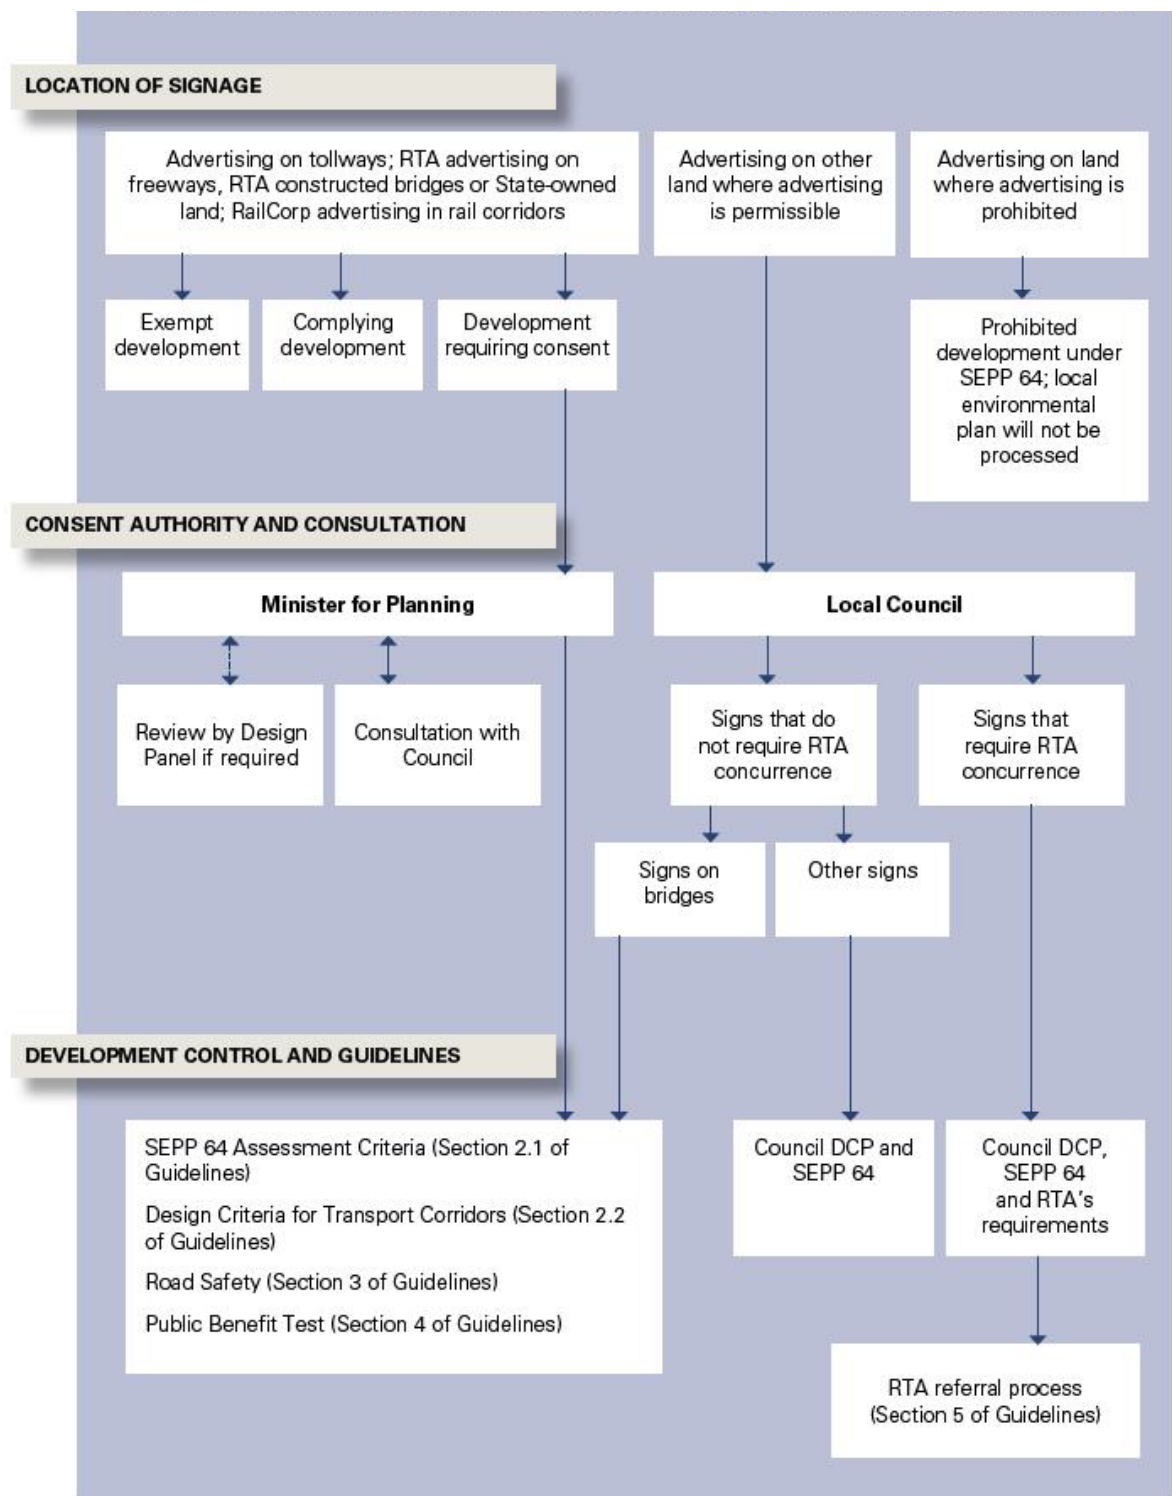 LOCATION OF SIGNAGE
Advertising on tollways; RTA advertising on
freeways, RTA constructed bridges or State-owned
land; RailCorp advertising in rail corridors
Advertising on other
land where advertising
is permissible
Advertising on land
where advertising is
prohibited
Exempt
development
Complying
development
Development
requiring consent
Prohibited
development under
SEPP 64; local
environmental
plan will not be
processed
CONSENT AUTHORITY AND CONSULTATION
Minister for Planning
Local Council
Review by Design
Panel if required
Consultation with
Council
Signs that do
not require RTA
concurrence
Signs that
require RTA
concurrence
Signs on
bridges
Other signs
DEVELOPMENT CONTROL AND GUIDELINES
SEPP 64 Assessment Criteria (Section 2.1 of
Guidelines)
Design Criteria for Transport Corridors (Section 2.2
of Guidelines)
Road Safety (Section 3 of Guidelines)
Public Benefit Test (Section 4 of Guidelines)
Council DCP and
SEPP 64
Council DCP,
SEPP 64
and RTA's
requirements
RTA referral process
(Section 5 of Guidelines)